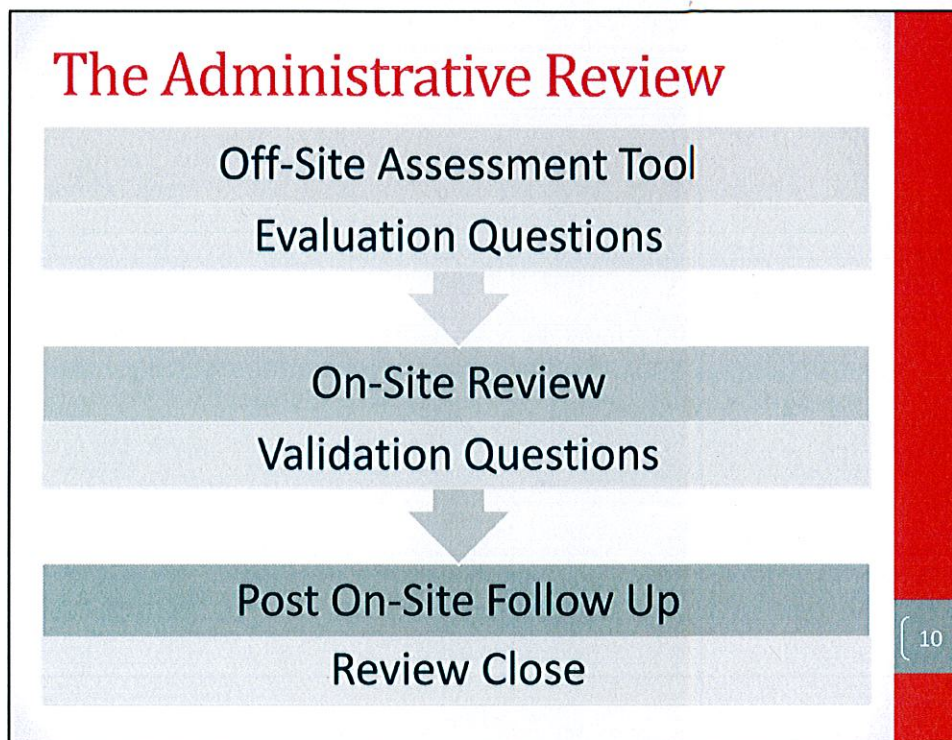 The Administrative Review
Off-Site Assessment Tool
Evaluation Questions
On-Site Review
Validation Questions
Post On-Site Follow Up
Review Close
10